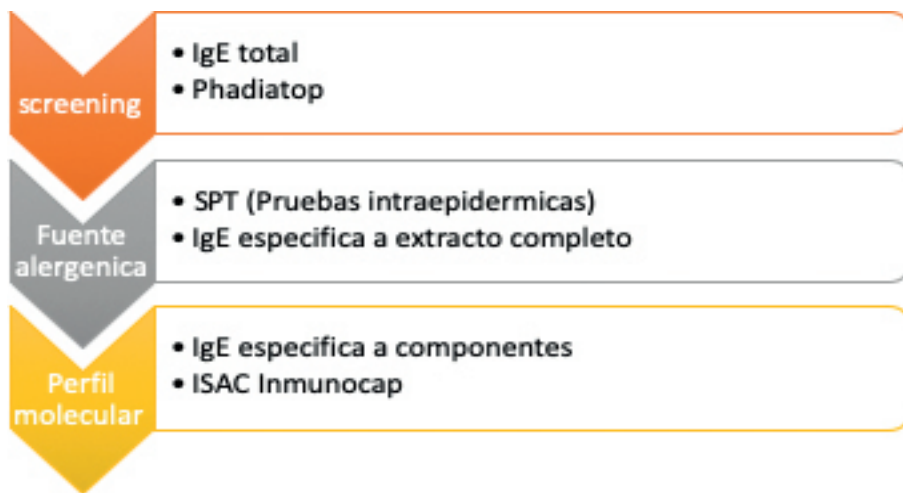 screening
• IgE total
• Phadiatop
Fuente
alergenica
• SPT (Pruebas intraepidermicas)
• IgE especifica a extracto completo
Perfil
molecular
• IgE especifica a componentes
• ISAC Inmunocap